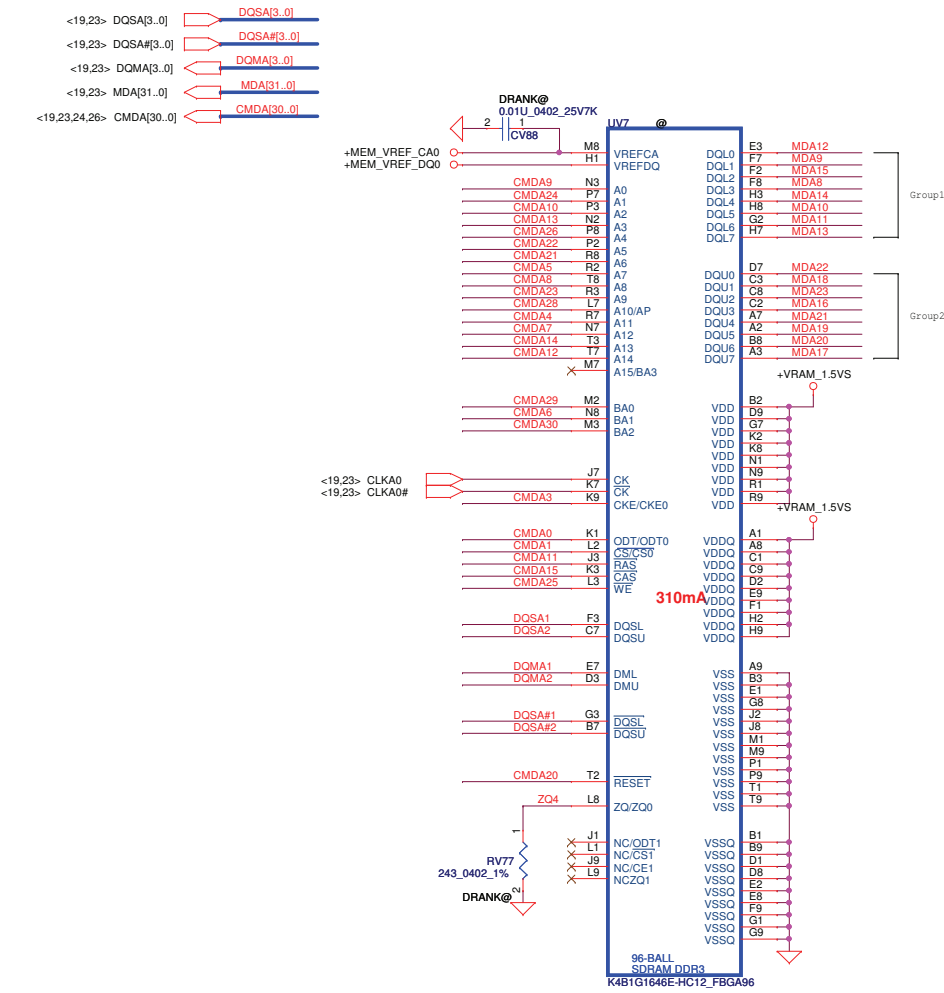 <19,23> DQSA[3..0] DQSA[3..0]
<19,23> DQSA#[3..0] DQSA#[3..0]
<19,23> DQMA[3..0] DQMA[3..0]
<19,23> MDA[31..0] MDA[31..0]
<19,23,24,26> CMDA[30..0] CMDA[30..0]
DRANK@
0.01U_0402_25V7K
2 1
CV88
UV7 @
+MEM_VREF_CA0 M8 VREFCA
+MEM_VREF_DQ0 H1 VREFDQ
CMDA9 N3 A0
CMDA24 P7 A1
CMDA10 P3 A2
CMDA13 N2 A3
CMDA26 P8 A4
CMDA22 P2 A5
CMDA21 R8 A6
CMDA5 R2 A7
CMDA8 T8 A8
CMDA23 R3 A9
CMDA28 L7 A10/AP
CMDA4 R7 A11
CMDA7 N7 A12
CMDA14 T3 A13
CMDA12 T7 A14
M7 A15/BA3
CMDA29 M2 BA0
CMDA6 N8 BA1
CMDA30 M3 BA2
<19,23> CLKA0 J7 CK
<19,23> CLKA0# K7 CK
CMDA3 K9 CKE/CKE0
CMDA0 K1 ODT/ODT0
CMDA1 L2 CS/CS0
CMDA11 J3 RAS
CMDA15 K3 CAS
CMDA25 L3 WE
310mA
DQSA1 F3 DQSL
DQSA2 C7 DQSU
DQMA1 E7 DML
DQMA2 D3 DMU
DQSA#1 G3 DQSL
DQSA#2 B7 DQSU
CMDA20 T2 RESET
ZQ4 L8 ZQ/ZQ0
1
RV77
243_0402_1%
2
DRANK@
J1 NC/ODT1
L1 NC/CS1
J9 NC/CE1
L9 NCZQ1
DQL0 E3 MDA12
DQL1 F7 MDA9
DQL2 F2 MDA15
DQL3 F8 MDA8
DQL4 H3 MDA14
DQL5 H8 MDA10
DQL6 G2 MDA11
DQL7 H7 MDA13
Group1
DQU0 D7 MDA22
DQU1 C3 MDA18
DQU2 C8 MDA23
DQU3 C2 MDA16
DQU4 A7 MDA21
DQU5 A2 MDA19
DQU6 B8 MDA20
DQU7 A3 MDA17
Group2
+VRAM_1.5VS
VDD B2
VDD D9
VDD G7
VDD K2
VDD K8
VDD N1
VDD N9
VDD R1
VDD R9
+VRAM_1.5VS
VDDQ A1
VDDQ A8
VDDQ C1
VDDQ C9
VDDQ D2
VDDQ E9
VDDQ F1
VDDQ H2
VDDQ H9
VSS A9
VSS B3
VSS E1
VSS G8
VSS J2
VSS J8
VSS M1
VSS M9
VSS P1
VSS P9
VSS T1
VSS T9
VSSQ B1
VSSQ B9
VSSQ D1
VSSQ D8
VSSQ E2
VSSQ E8
VSSQ F9
VSSQ G1
VSSQ G9
96-BALL
SDRAM DDR3
K4B1G1646E-HC12_FBGA96